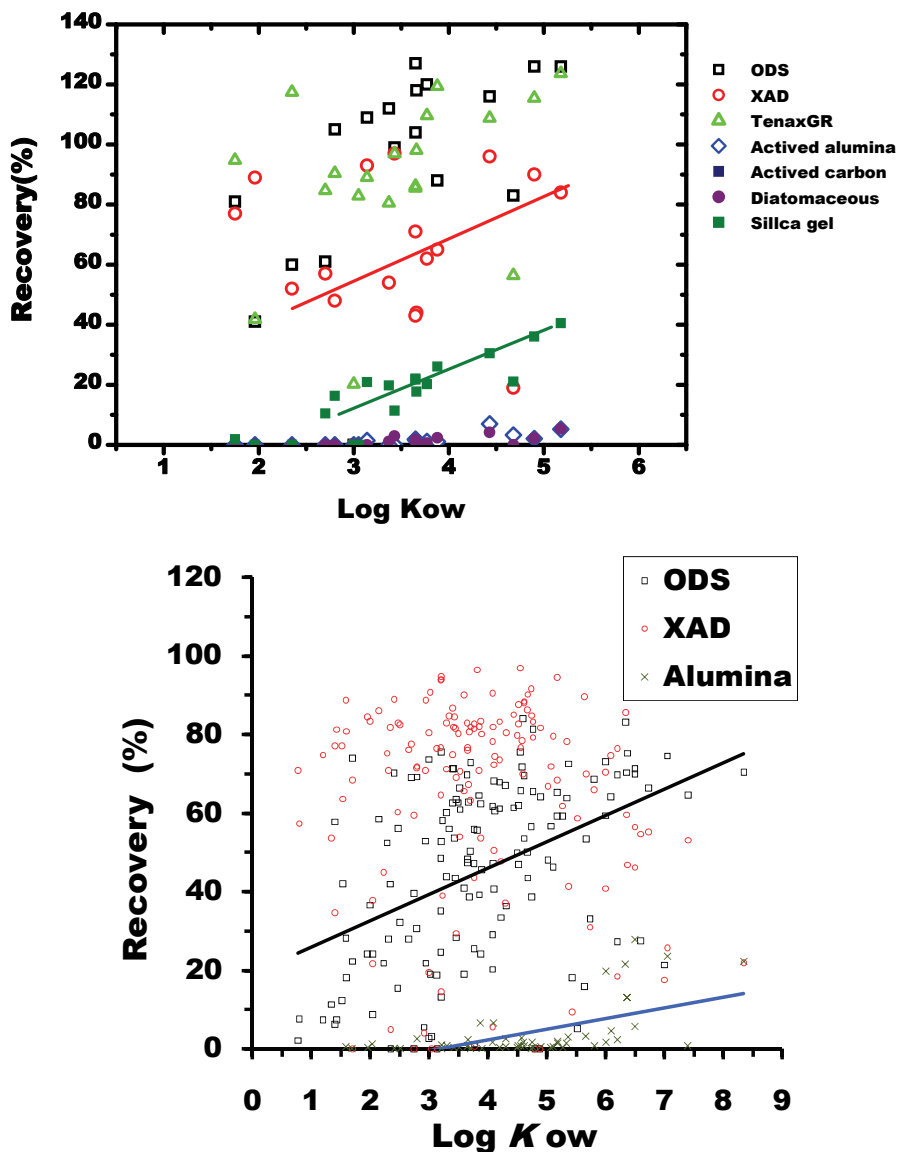 140
120
100
80
60
40
20
0
Recovery(%)
2
3
4
5
6
Log Kow
ODS
XAD
TenaxGR
Actived alumina
Actived carbon
Diatomaceous
Sillca gel
120
100
80
60
40
20
0
Recovery (%)
0 1 2 3 4 5 6 7 8 9
Log K ow
ODS
XAD
Alumina